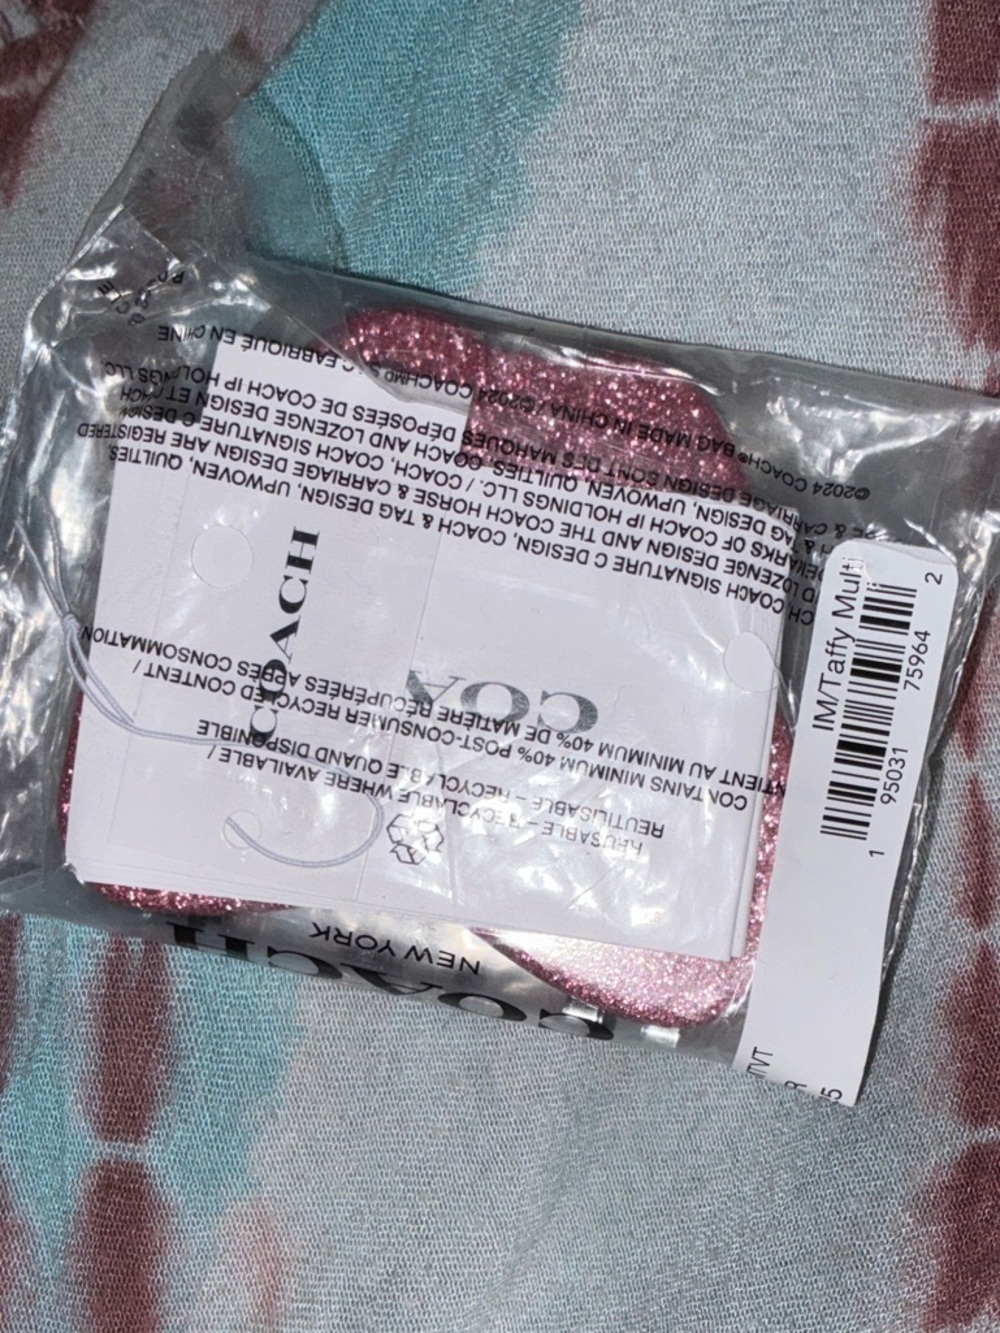 COACH
NEW YORK
REUSABLE – RECYCLABLE WHERE AVAILABLE /
RÉUTILISABLE – RECYCLABLE QUAND DISPONIBLE
CONTAINS MINIMUM 40% POST-CONSUMER RECYCLED CONTENT /
CONTIENT AU MINIMUM 40% DE MATIÈRE RÉCUPÉRÉES APRÈS CONSOMMATION
COACH
COA
COACH SIGNATURE C DESIGN, COACH & TAG DESIGN, UPWOVEN, QUILTIES,
LOZENGE DESIGN AND THE COACH HORSE & CARRIAGE DESIGN ARE REGISTERED
MARKS OF COACH IP HOLDINGS LLC. / COACH, COACH SIGNATURE C DESIGN
& TAG DESIGN, UPWOVEN, QUILTIES, COACH AND LOZENGE DESIGN ET COACH
& CARRIAGE DESIGN SONT DES MARQUES DÉPOSÉES DE COACH IP HOLDINGS LLC
©2024 COACH® BAG MADE IN CHINA / ©2024 COACHMD FABRIQUÉ EN CHINE
IM/Taffy Multi
1 95031 75964 2
TVT
R